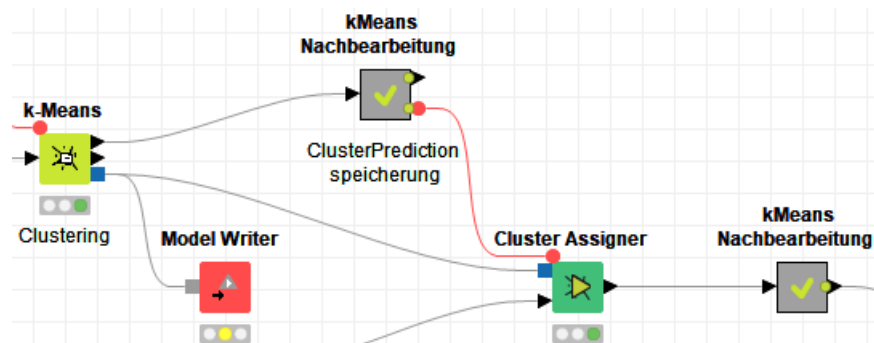 kMeans
Nachbearbeitung
k-Means
ClusterPrediction
speicherung
Clustering
Model Writer
Cluster Assigner
kMeans
Nachbearbeitung